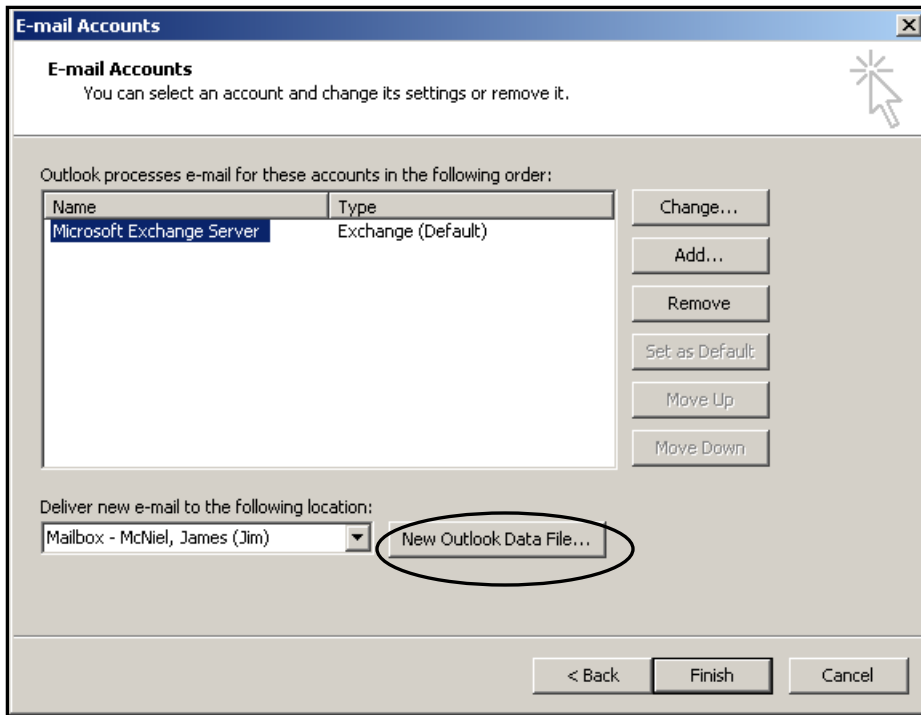 E-mail Accounts
E-mail Accounts
You can select an account and change its settings or remove it.
Outlook processes e-mail for these accounts in the following order:
Name Type
Microsoft Exchange Server Exchange (Default)
Change...
Add...
Remove
Set as Default
Move Up
Move Down
Deliver new e-mail to the following location:
Mailbox - McNiel, James (Jim) New Outlook Data File...
< Back Finish Cancel